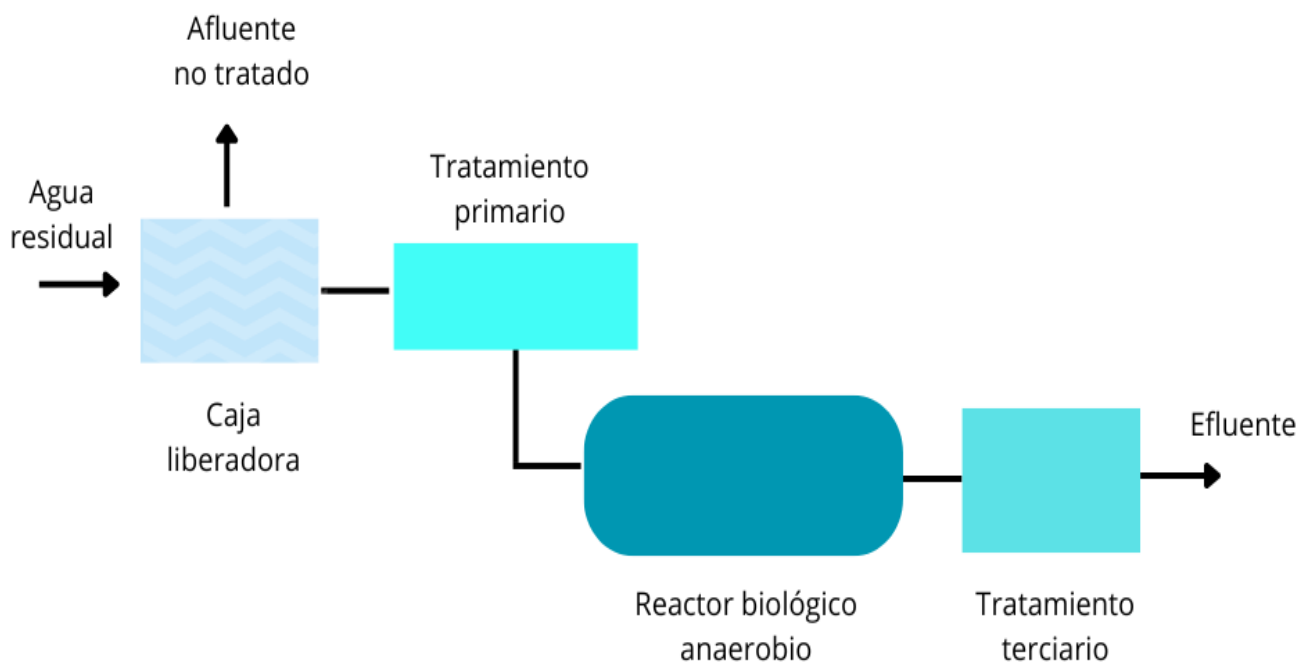 Afluente
no tratado
Agua
residual
Tratamiento
primario
Caja
liberadora
Efluente
Reactor biológico
anaerobio
Tratamiento
terciario